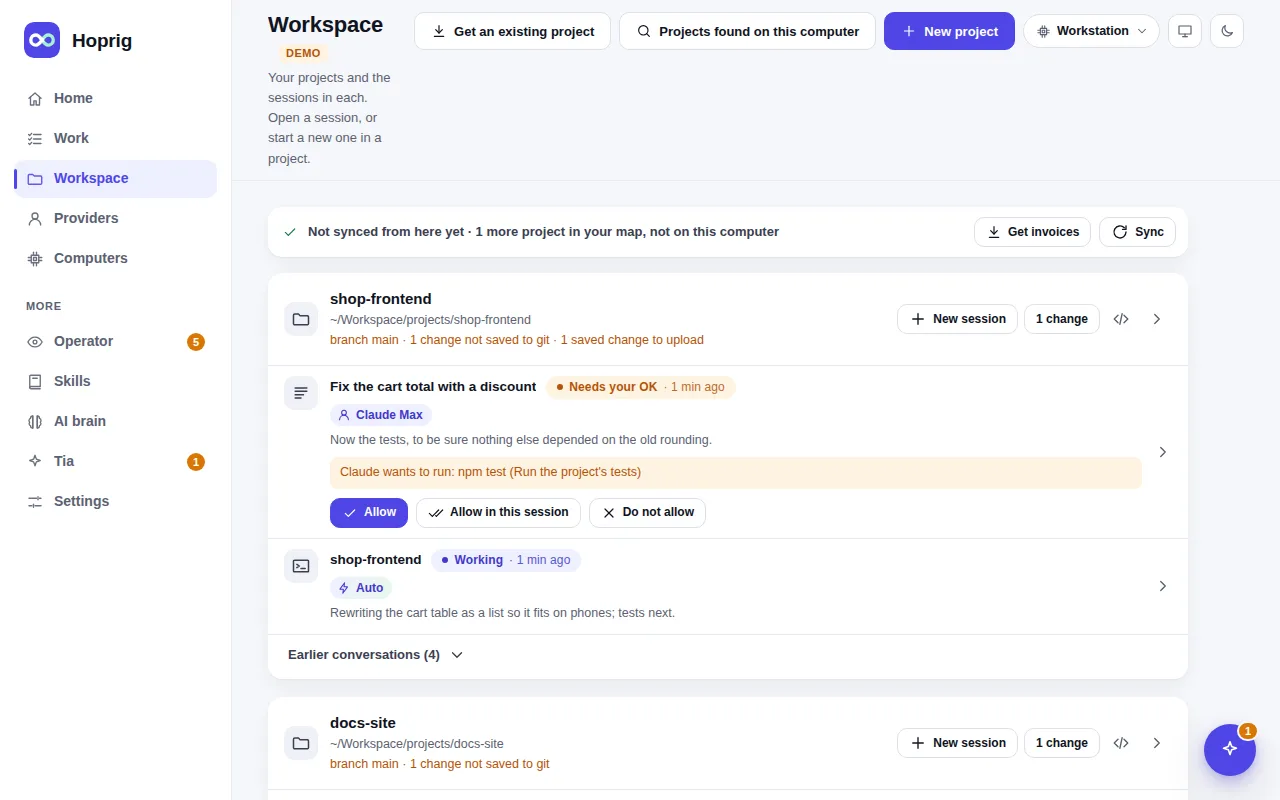 Hoprig
Home
Work
Workspace
Providers
Computers
MORE
Operator 5
Skills
AI brain
Tia 1
Settings
Workspace
DEMO
Your projects and the
sessions in each.
Open a session, or
start a new one in a
project.
Get an existing project
Projects found on this computer
New project
Workstation
Not synced from here yet · 1 more project in your map, not on this computer
Get invoices
Sync
shop-frontend
~/Workspace/projects/shop-frontend
branch main · 1 change not saved to git · 1 saved change to upload
New session
1 change
Fix the cart total with a discount
Needs your OK · 1 min ago
Claude Max
Now the tests, to be sure nothing else depended on the old rounding.
Claude wants to run: npm test (Run the project's tests)
Allow
Allow in this session
Do not allow
shop-frontend
Working · 1 min ago
Auto
Rewriting the cart table as a list so it fits on phones; tests next.
Earlier conversations (4)
docs-site
~/Workspace/projects/docs-site
branch main · 1 change not saved to git
New session
1 change
1